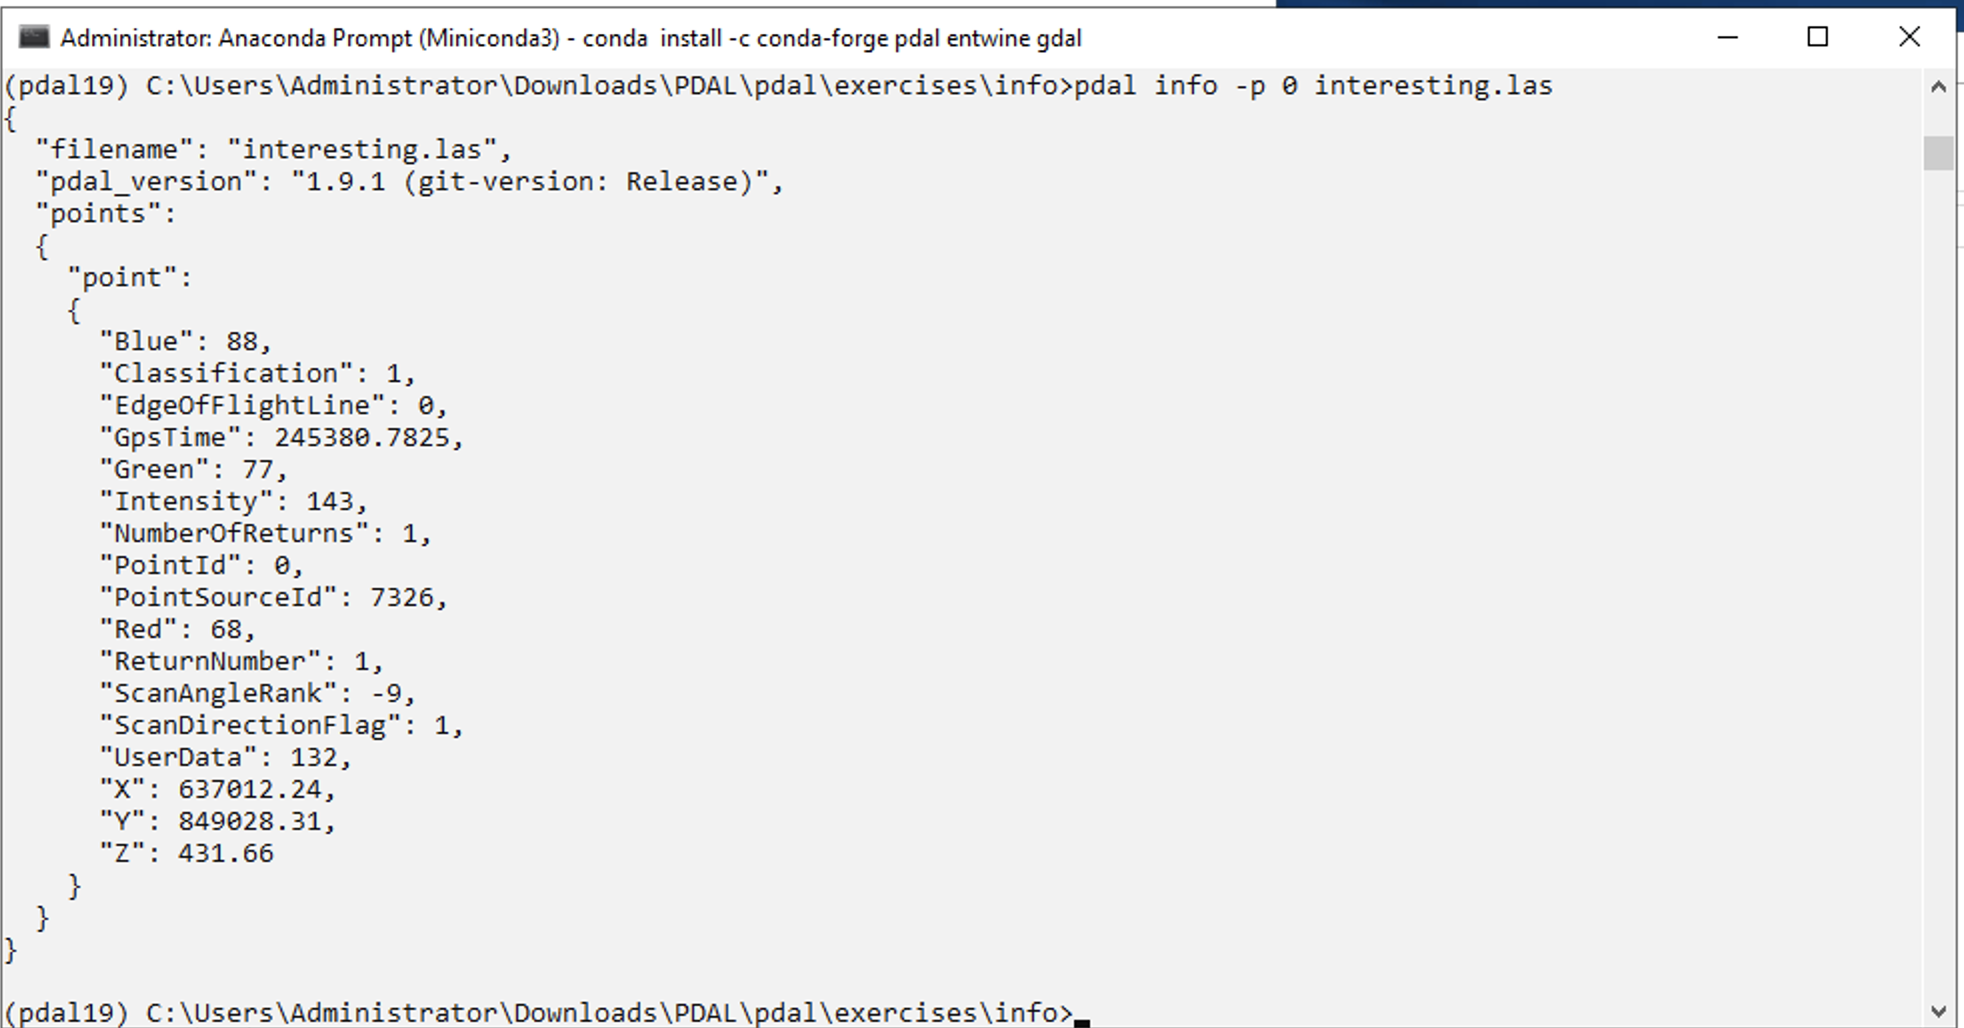 Administrator: Anaconda Prompt (Miniconda3) - conda  install -c conda-forge pdal entwine gdal
(pdal19) C:\Users\Administrator\Downloads\PDAL\pdal\exercises\info>pdal info -p 0 interesting.las
{
  "filename": "interesting.las",
  "pdal_version": "1.9.1 (git-version: Release)",
  "points":
  {
    "point":
    {
      "Blue": 88,
      "Classification": 1,
      "EdgeOfFlightLine": 0,
      "GpsTime": 245380.7825,
      "Green": 77,
      "Intensity": 143,
      "NumberOfReturns": 1,
      "PointId": 0,
      "PointSourceId": 7326,
      "Red": 68,
      "ReturnNumber": 1,
      "ScanAngleRank": -9,
      "ScanDirectionFlag": 1,
      "UserData": 132,
      "X": 637012.24,
      "Y": 849028.31,
      "Z": 431.66
    }
  }
}
(pdal19) C:\Users\Administrator\Downloads\PDAL\pdal\exercises\info>